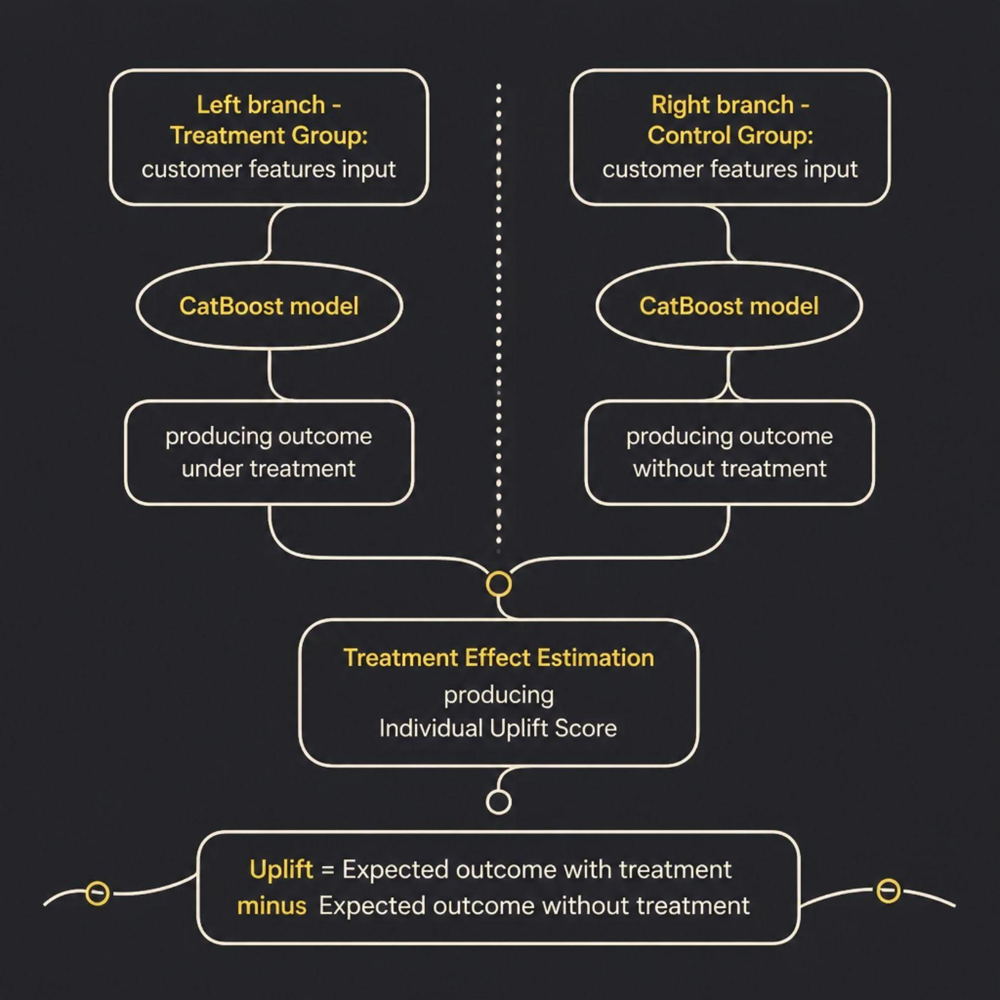 Left branch -
Treatment Group:
customer features input
Right branch -
Control Group:
customer features input
CatBoost model
CatBoost model
producing outcome
under treatment
producing outcome
without treatment
Treatment Effect Estimation
producing
Individual Uplift Score
Uplift = Expected outcome with treatment
minus Expected outcome without treatment